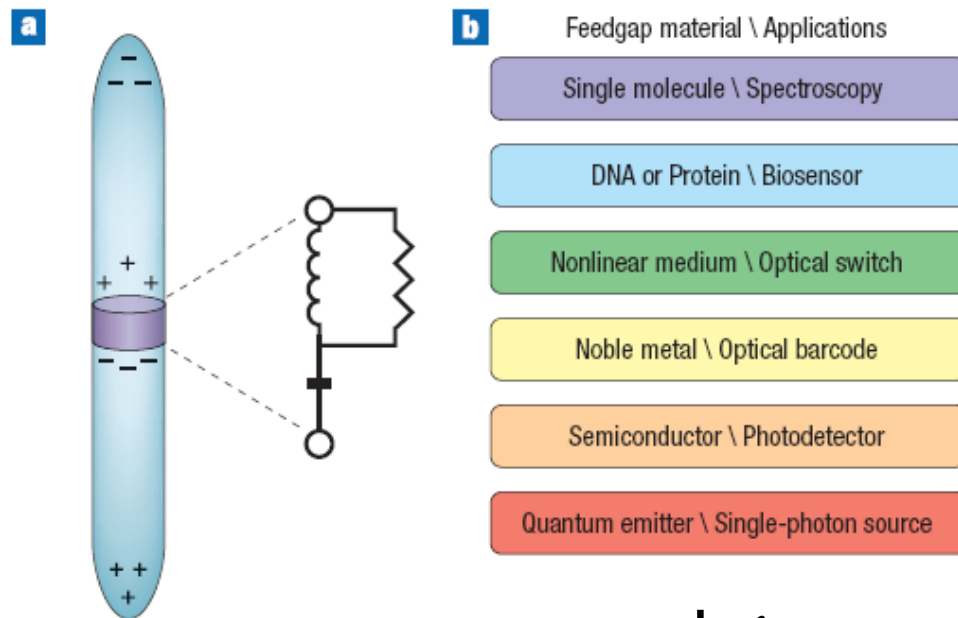 a
b
Feedgap material \ Applications
Single molecule \ Spectroscopy
DNA or Protein \ Biosensor
Nonlinear medium \ Optical switch
Noble metal \ Optical barcode
Semiconductor \ Photodetector
Quantum emitter \ Single-photon source
−
− −
+
+ +
− − −
+ +
+